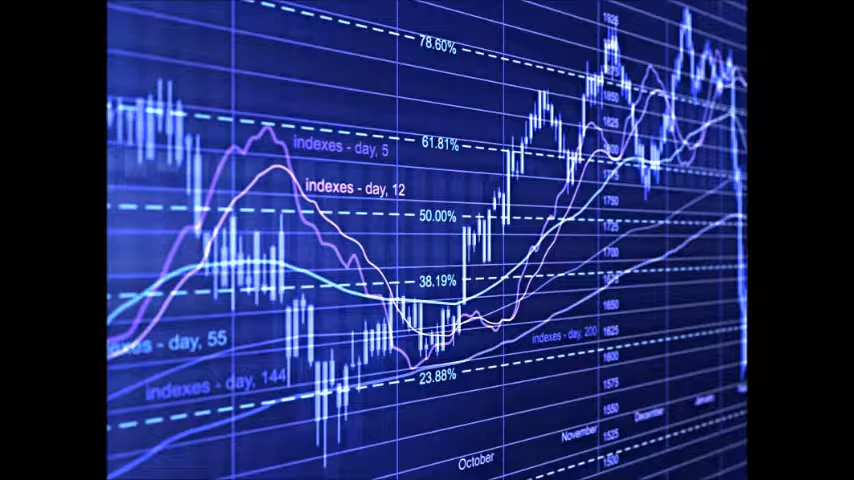 1925
78.60%
1875
1850
1825
61.81%
indexes - day, 5
indexes - day, 12
1800
1775
50.00%
1750
1725
1700
38.19%
1675
1650
1625
indexes - day, 200
indexes - day, 55
1600
23.88%
indexes - day, 144
1575
1550
January
December
November
1525
October
1500